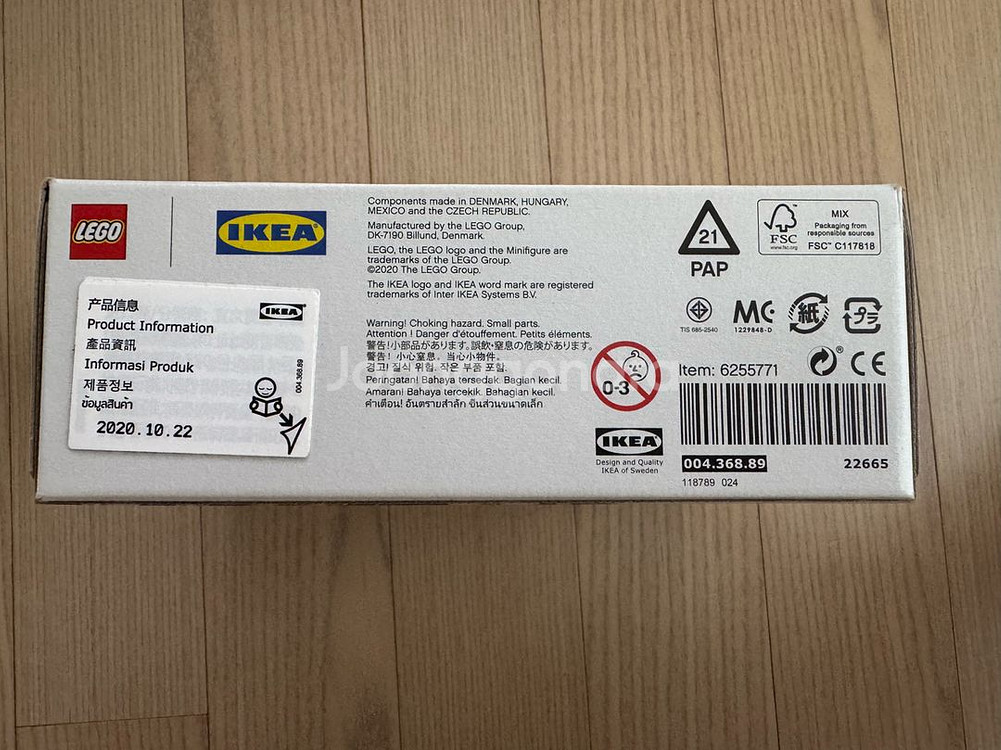 LEGO
IKEA
Components made in DENMARK, HUNGARY,
MEXICO and the CZECH REPUBLIC.
Manufactured by the LEGO Group,
DK-7190 Billund, Denmark.
LEGO, the LEGO logo and the Minifigure are
trademarks of the LEGO Group.
©2020 The LEGO Group.
The IKEA logo and IKEA word mark are registered
trademarks of Inter IKEA Systems B.V.
Warning! Choking hazard. Small parts.
Attention ! Danger d'étouffement. Petits éléments.
警告!小部品があります。誤飲・窒息の危険があります。
警告！小心窒息。当心小物件。
경고! 질식 위험. 작은 부품 포함.
Peringatan! Bahaya tersedak. Bagian kecil.
Amaran! Bahaya tercekik. Bahagian kecil.
คำเตือน! อันตรายสำลัก ชิ้นส่วนขนาดเล็ก
产品信息
IKEA
Product Information
產品資訊
Informasi Produk
제품정보
ข้อมูลสินค้า
2020.10.22
004.368.89
21
PAP
FSC
www.fsc.org
MIX
Packaging from
responsible sources
FSC™ C117818
TIS 685-2540
MC
1229848-D
紙
プラ
0-3
CE
Item: 6255771
IKEA
Design and Quality
IKEA of Sweden
004.368.89
22665
118789 024